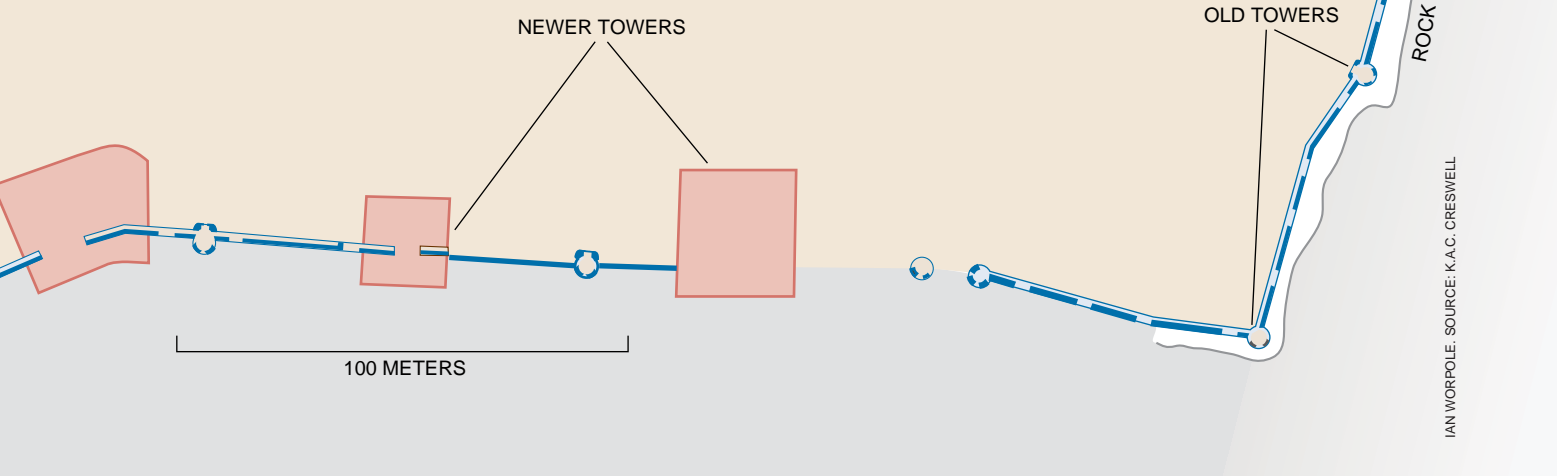 NEWER TOWERS
OLD TOWERS
ROCK
100 METERS
IAN WORPOLE. SOURCE: K.A.C. CRESWELL